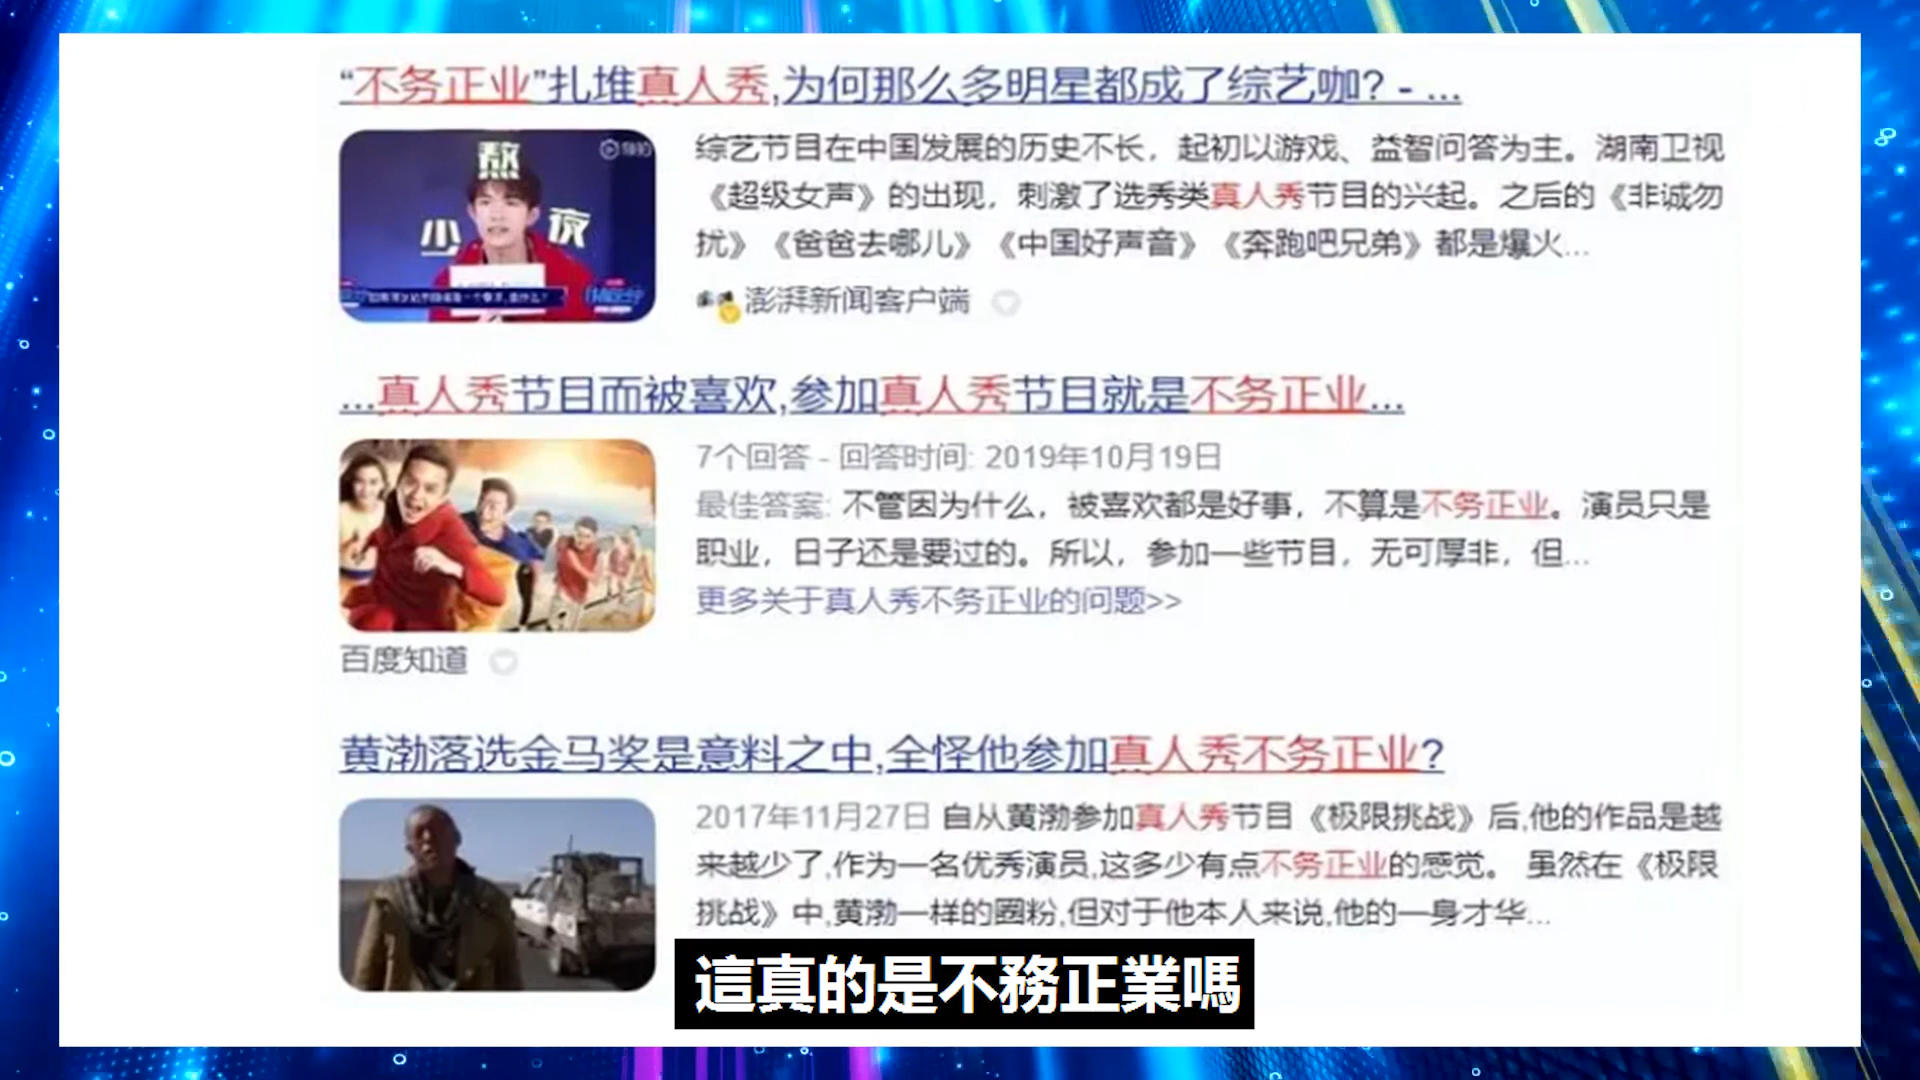 “不务正业”扎堆真人秀,为何那么多明星都成了综艺咖? - ...
敖
少
夜
综艺节目在中国发展的历史不长，起初以游戏、益智问答为主。湖南卫视
《超级女声》的出现，刺激了选秀类真人秀节目的兴起。之后的《非诚勿
扰》《爸爸去哪儿》《中国好声音》《奔跑吧兄弟》都是爆火...
澎湃新闻客户端
...真人秀节目而被喜欢,参加真人秀节目就是不务正业...
7个回答 - 回答时间: 2019年10月19日
最佳答案: 不管因为什么，被喜欢都是好事，不算是不务正业。演员只是
职业，日子还是要过的。所以，参加一些节目，无可厚非，但...
更多关于真人秀不务正业的问题>>
百度知道
黄渤落选金马奖是意料之中,全怪他参加真人秀不务正业?
2017年11月27日 自从黄渤参加真人秀节目《极限挑战》后,他的作品是越
来越少了,作为一名优秀演员,这多少有点不务正业的感觉。 虽然在《极限
挑战》中,黄渤一样的圈粉,但对于他本人来说,他的一身才华...
這真的是不務正業嗎